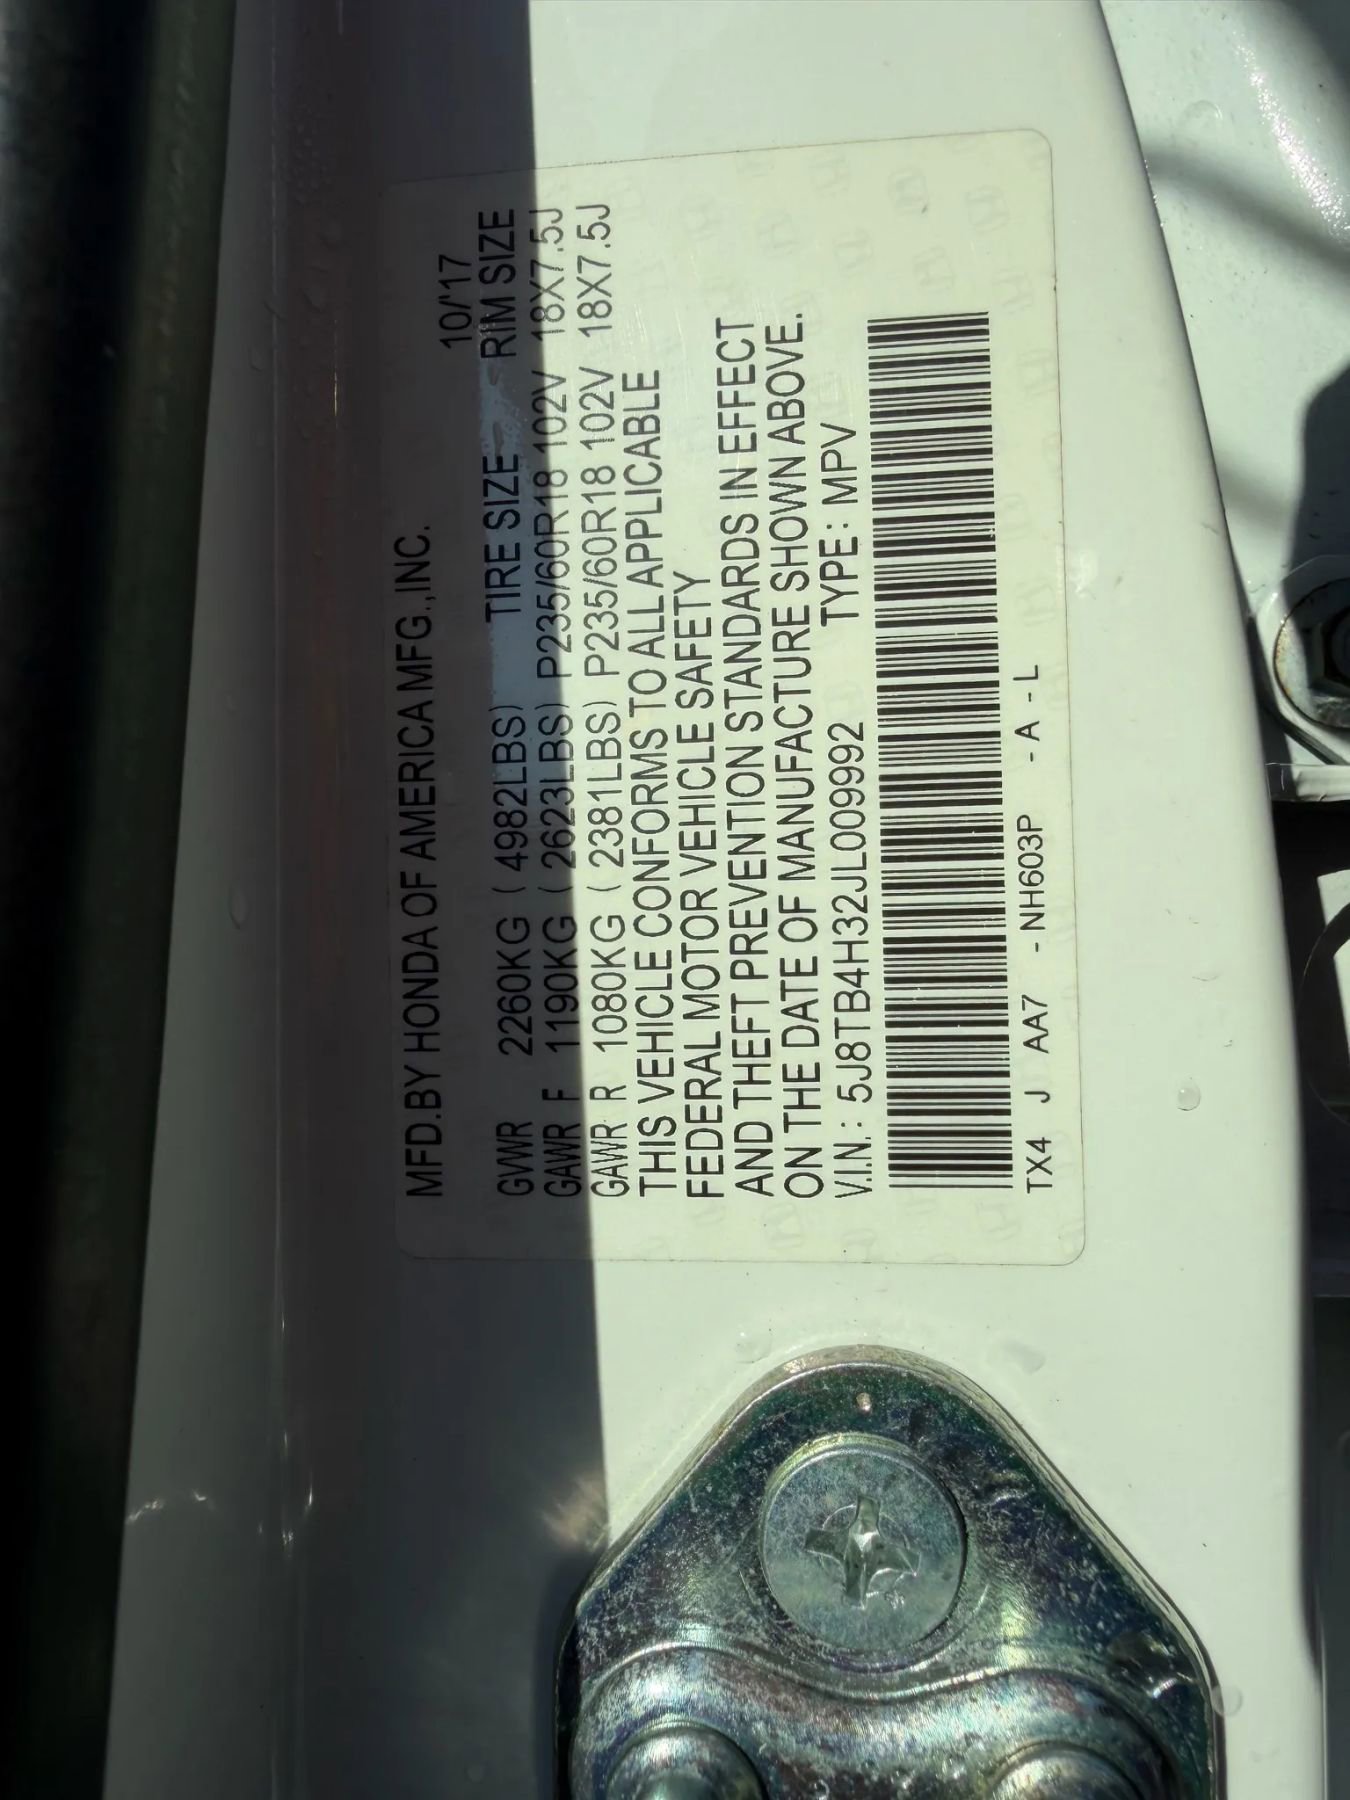 MFD.BY HONDA OF AMERICA MFG.,INC. 10/'17
TIRE SIZE RIM SIZE
GVWR 2260KG ( 4982LBS)
GAWR F 1190KG ( 2623LBS) P235/60R18 102V 18X7.5J
GAWR R 1080KG ( 2381LBS) P235/60R18 102V 18X7.5J
THIS VEHICLE CONFORMS TO ALL APPLICABLE
FEDERAL MOTOR VEHICLE SAFETY
AND THEFT PREVENTION STANDARDS IN EFFECT
ON THE DATE OF MANUFACTURE SHOWN ABOVE.
V.I.N.: 5J8TB4H32JL009992 TYPE: MPV
TX4 J AA7 - NH603P - A - L